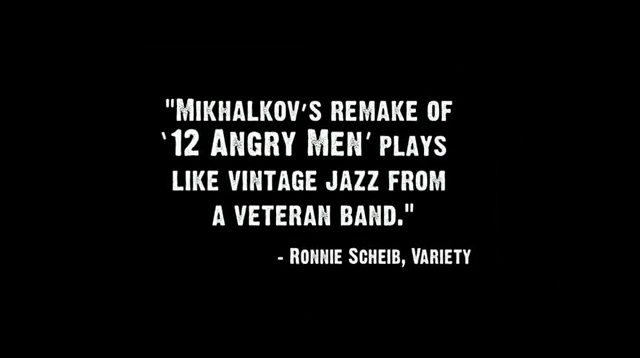 "MIKHALKOV'S REMAKE OF
'12 ANGRY MEN' PLAYS
LIKE VINTAGE JAZZ FROM
A VETERAN BAND."
- RONNIE SCHEIB, VARIETY